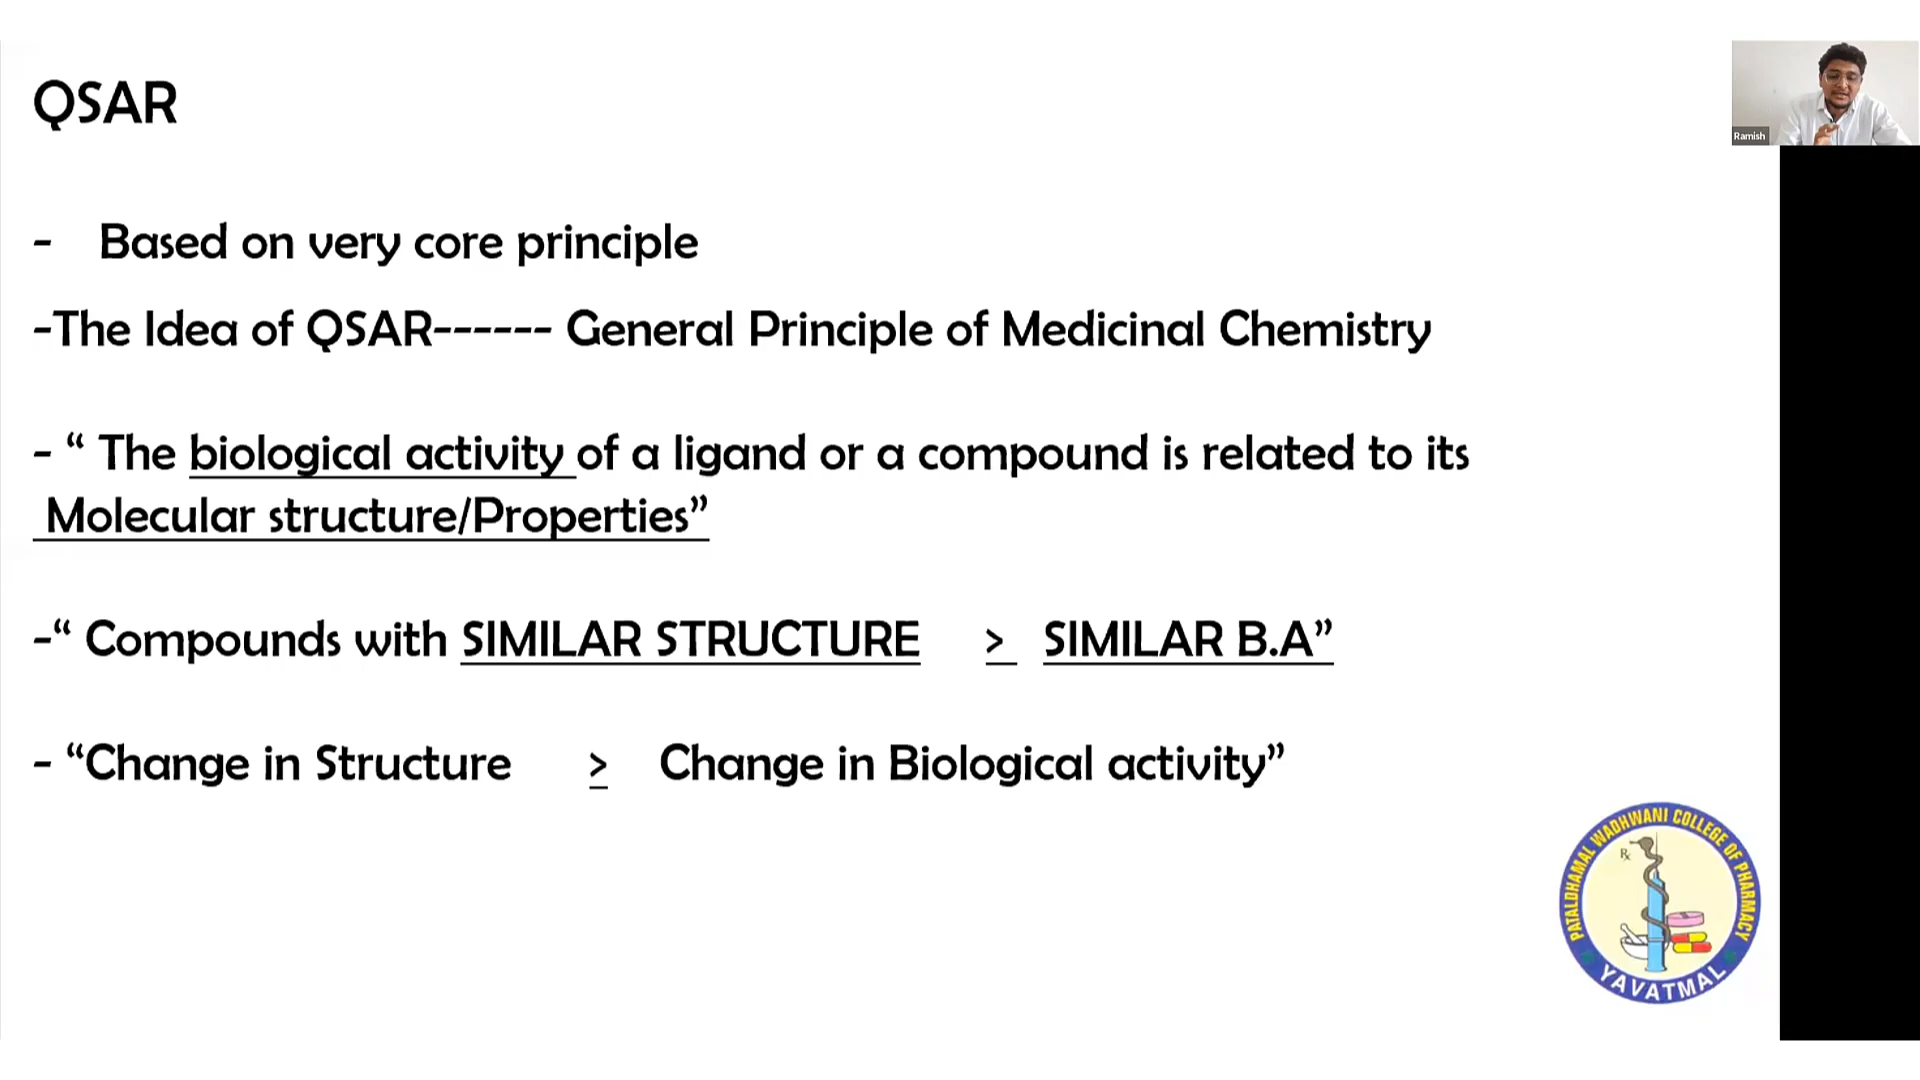 QSAR
Ramish
- Based on very core principle
-The Idea of QSAR------ General Principle of Medicinal Chemistry
- “ The biological activity of a ligand or a compound is related to its
Molecular structure/Properties”
-“ Compounds with SIMILAR STRUCTURE > SIMILAR B.A”
- “Change in Structure > Change in Biological activity”
PATALDHAMAL WADHWANI COLLEGE OF PHARMACY
Rx
YAVATMAL